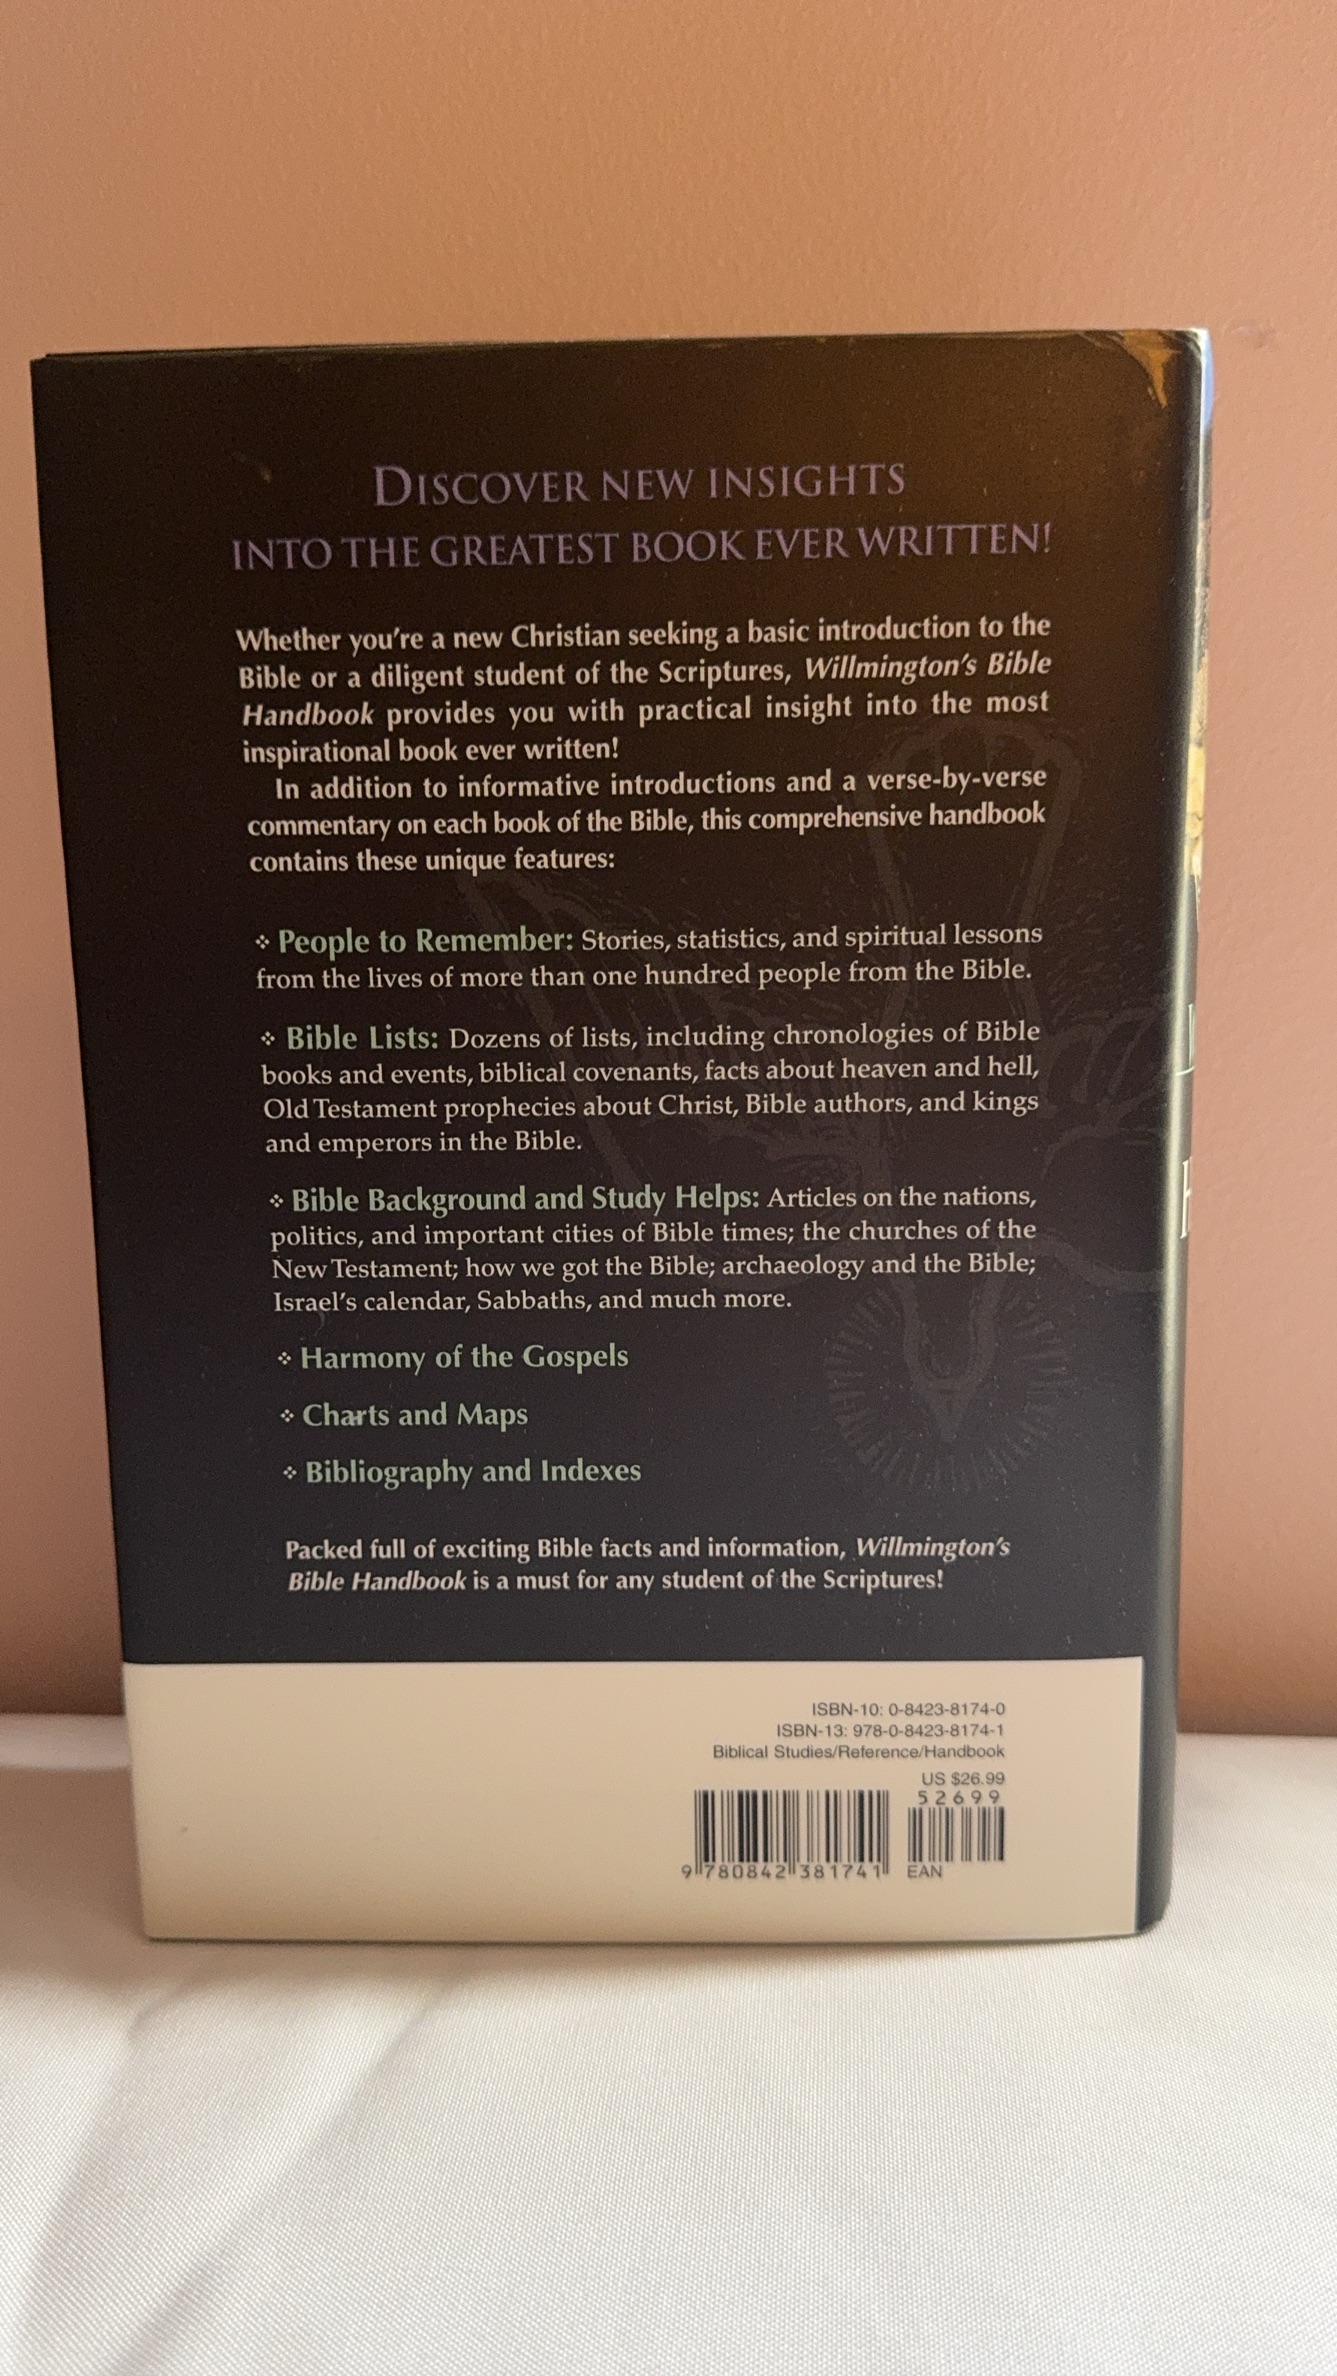 DISCOVER NEW INSIGHTS
INTO THE GREATEST BOOK EVER WRITTEN!
Whether you're a new Christian seeking a basic introduction to the
Bible or a diligent student of the Scriptures, Willmington's Bible
Handbook provides you with practical insight into the most
inspirational book ever written!
In addition to informative introductions and a verse-by-verse
commentary on each book of the Bible, this comprehensive handbook
contains these unique features:
❖ People to Remember: Stories, statistics, and spiritual lessons
from the lives of more than one hundred people from the Bible.
❖ Bible Lists: Dozens of lists, including chronologies of Bible
books and events, biblical covenants, facts about heaven and hell,
Old Testament prophecies about Christ, Bible authors, and kings
and emperors in the Bible.
❖ Bible Background and Study Helps: Articles on the nations,
politics, and important cities of Bible times; the churches of the
New Testament; how we got the Bible; archaeology and the Bible;
Israel's calendar, Sabbaths, and much more.
❖ Harmony of the Gospels
❖ Charts and Maps
❖ Bibliography and Indexes
Packed full of exciting Bible facts and information, Willmington's
Bible Handbook is a must for any student of the Scriptures!
ISBN-10: 0-8423-8174-0
ISBN-13: 978-0-8423-8174-1
Biblical Studies/Reference/Handbook
US $26.99
52699
9 780842 381741 EAN